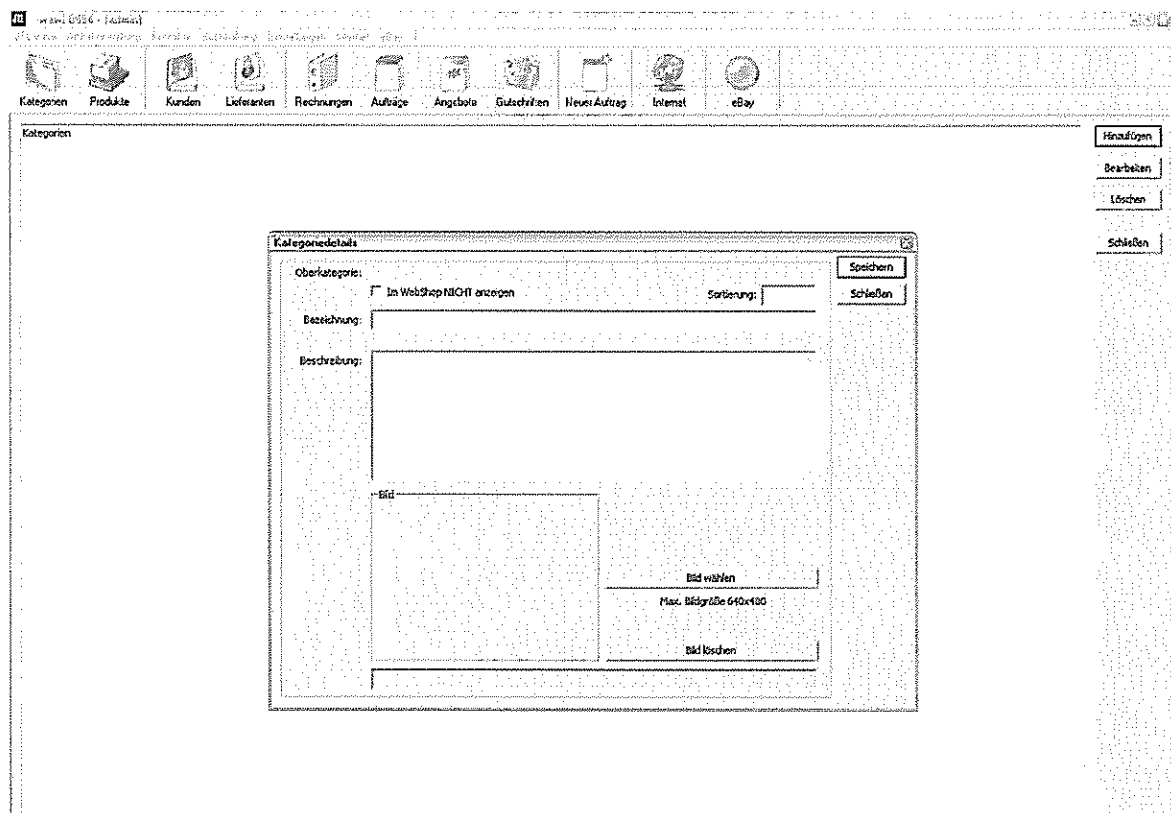 Kategorien Produkte Kunden Lieferanten Rechnungen Aufträge Angebote Gutschriften Neuer Auftrag Internet eBay
Kategorien
Hinzufügen
Bearbeiten
Löschen
Schließen
Kategoriedetails
Oberkategorie:
Speichern
Im WebShop NICHT anzeigen Sortierung:
Schließen
Bezeichnung:
Beschreibung:
Bild
Bild wählen
Max. Bildgröße 640x480
Bild löschen